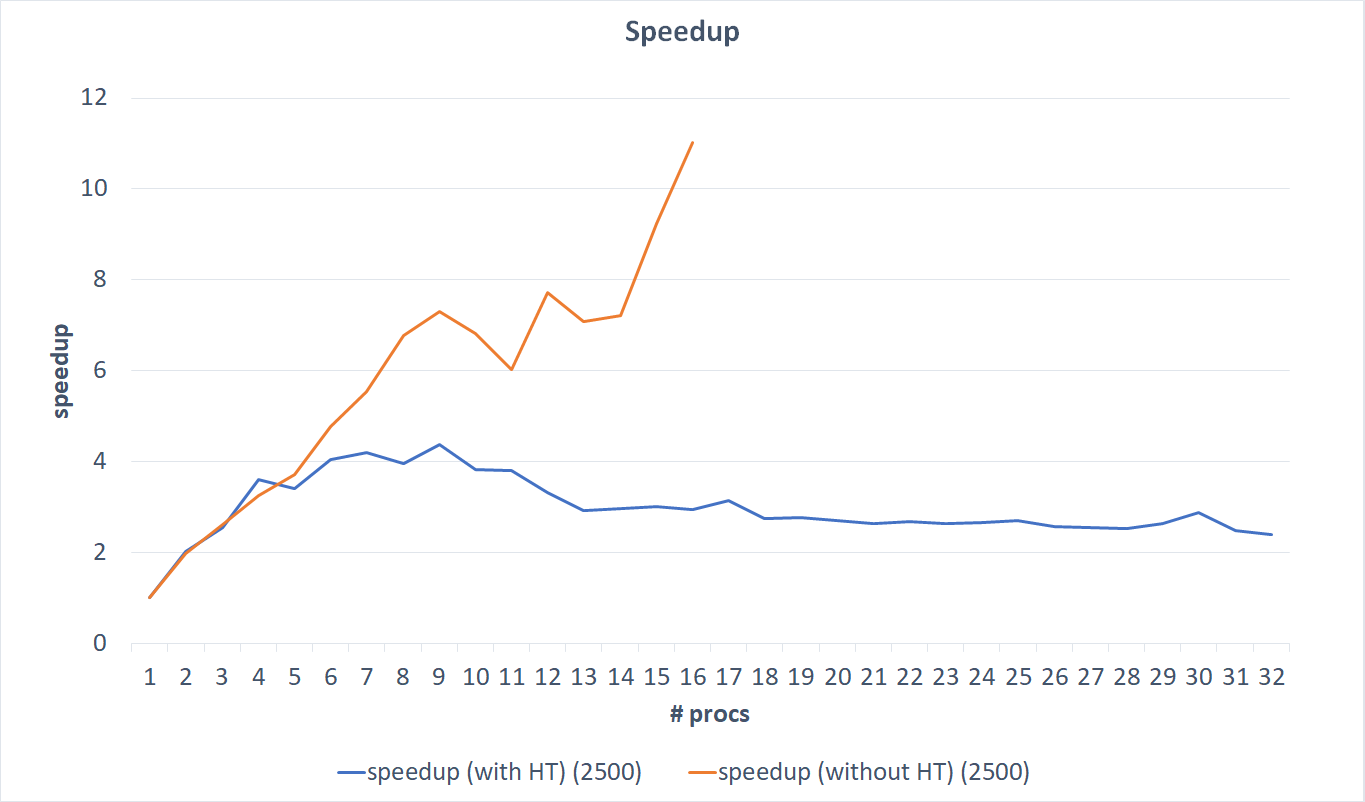 Speedup
12
10
8
6
4
2
0
speedup
1 2 3 4 5 6 7 8 9 10 11 12 13 14 15 16 17 18 19 20 21 22 23 24 25 26 27 28 29 30 31 32
# procs
speedup (with HT) (2500) speedup (without HT) (2500)